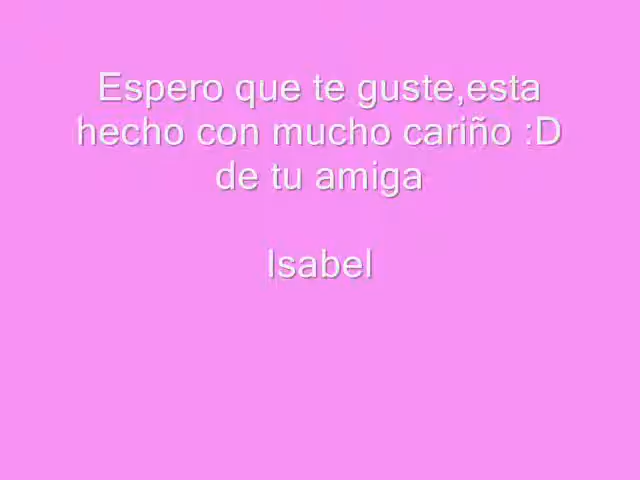 Espero que te guste,esta
hecho con mucho cariño :D
de tu amiga
Isabel